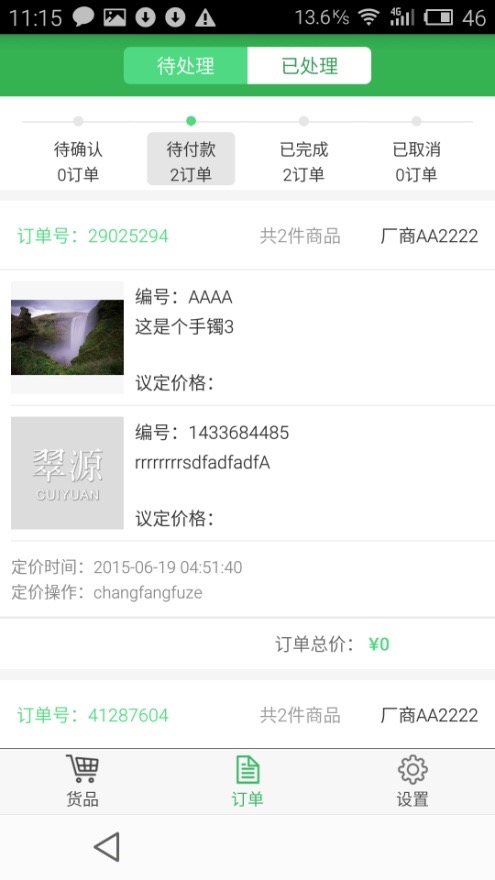 11:15 13.6K/s 4G 46
待处理 已处理
待确认 待付款 已完成 已取消
0订单 2订单 2订单 0订单
订单号：29025294 共2件商品 厂商AA2222
编号：AAAA
这是个手镯3
议定价格：
编号：1433684485
rrrrrrrrsdfadfadfA
翠源
CUIYUAN
议定价格：
定价时间：2015-06-19 04:51:40
定价操作：changfangfuze
订单总价： ¥0
订单号：41287604 共2件商品 厂商AA2222
货品 订单 设置